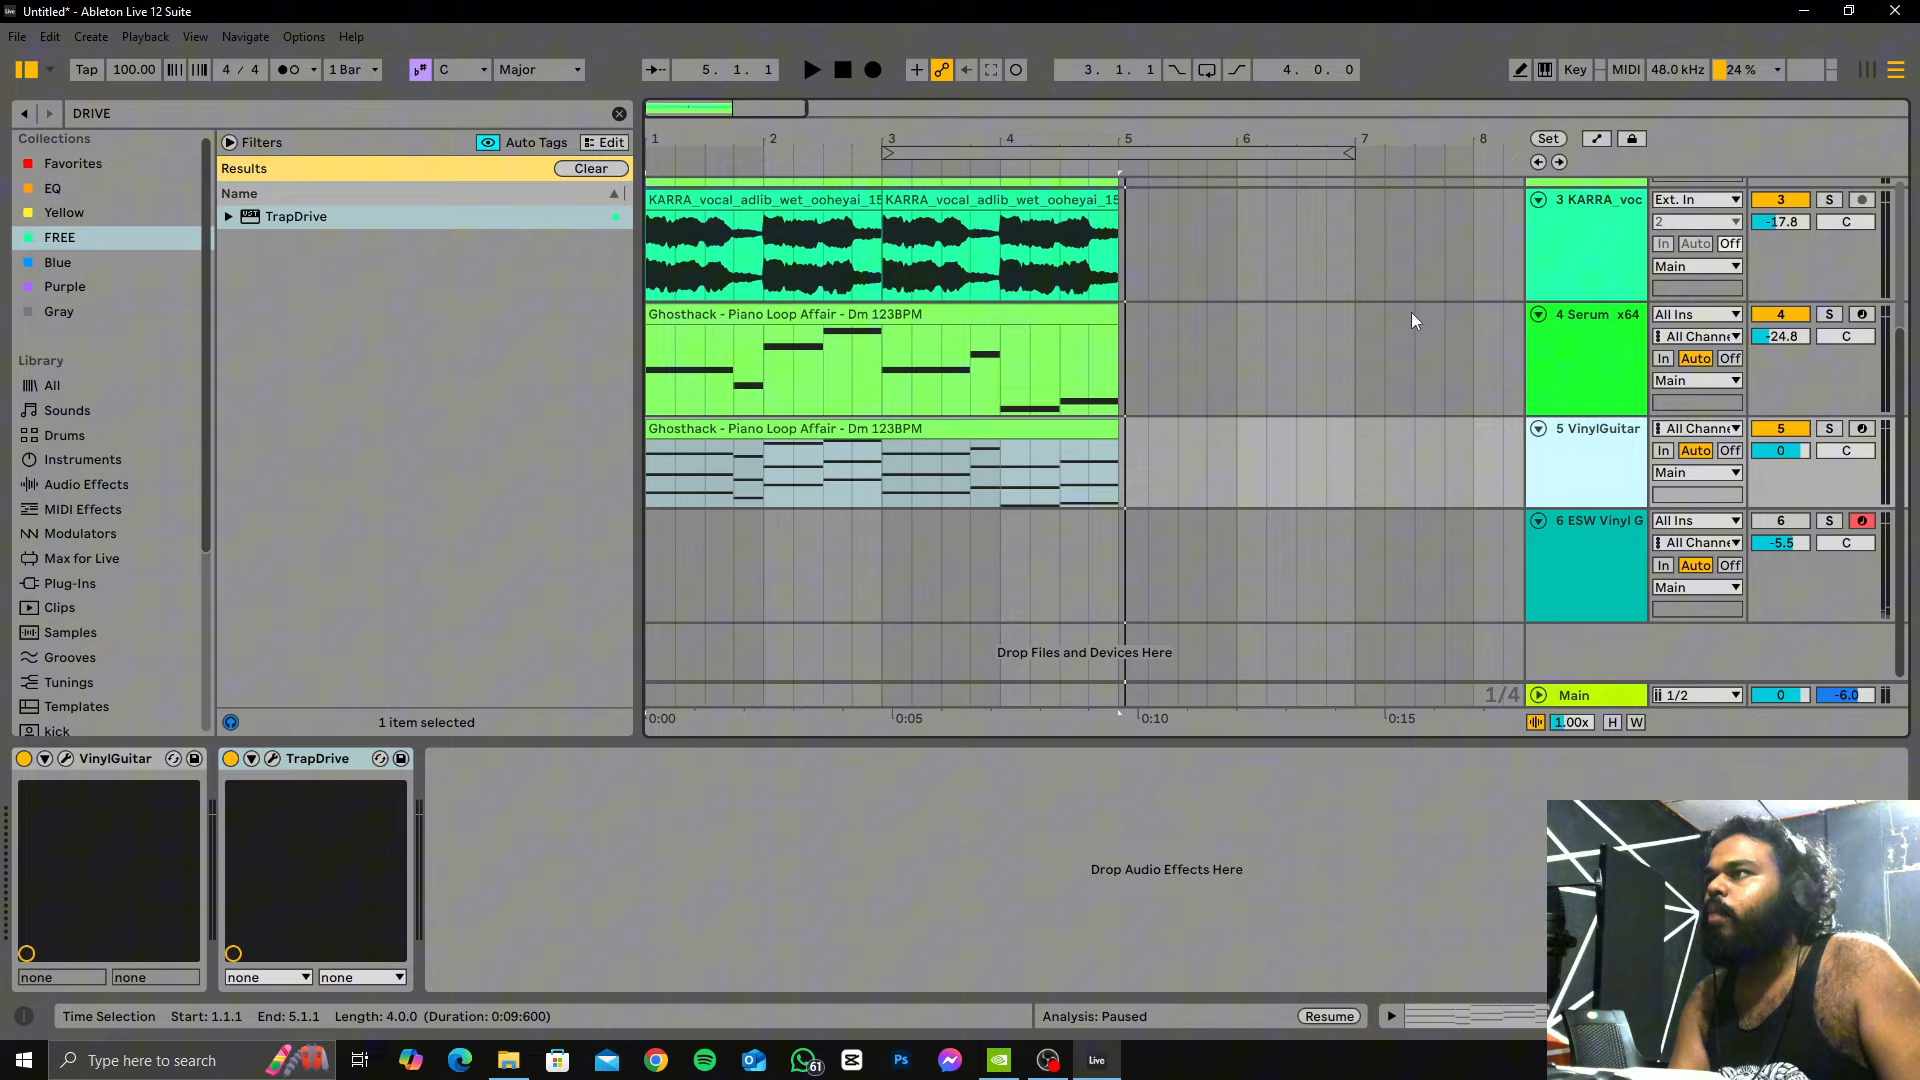 Untitled* - Ableton Live 12 Suite
File Edit Create Playback View Navigate Options Help
Tap 100.00 4 / 4 1 Bar C Major 5. 1. 1 3. 1. 1 4. 0. 0 Key MIDI 48.0 kHz 24 %
DRIVE
Collections
Favorites
EQ
Yellow
FREE
Blue
Purple
Gray
Library
All
Sounds
Drums
Instruments
Audio Effects
MIDI Effects
Modulators
Max for Live
Plug-Ins
Clips
Samples
Grooves
Tunings
Templates
kick
Filters Auto Tags Edit
Results Clear
Name
VST TrapDrive
1 item selected
1 2 3 4 5 6 7 8
Set
KARRA_vocal_adlib_wet_ooheyai_15 KARRA_vocal_adlib_wet_ooheyai_15
3 KARRA_voc Ext. In 3 S
2 -17.8 C
In Auto Off
Main
Ghosthack - Piano Loop Affair - Dm 123BPM
4 Serum x64 All Ins 4 S
All Channe -24.8 C
In Auto Off
Main
Ghosthack - Piano Loop Affair - Dm 123BPM
5 VinylGuitar All Channe 5 S
In Auto Off 0 C
Main
6 ESW Vinyl G All Ins 6 S
All Channe -5.5 C
In Auto Off
Main
Drop Files and Devices Here
1/4 Main 1/2 0 -6.0
0:00 0:05 0:10 0:15
1.00x H W
VinylGuitar
none none
TrapDrive
none none
Drop Audio Effects Here
Time Selection Start: 1.1.1 End: 5.1.1 Length: 4.0.0 (Duration: 0:09:600)
Analysis: Paused Resume
Type here to search
61
Ps
Live